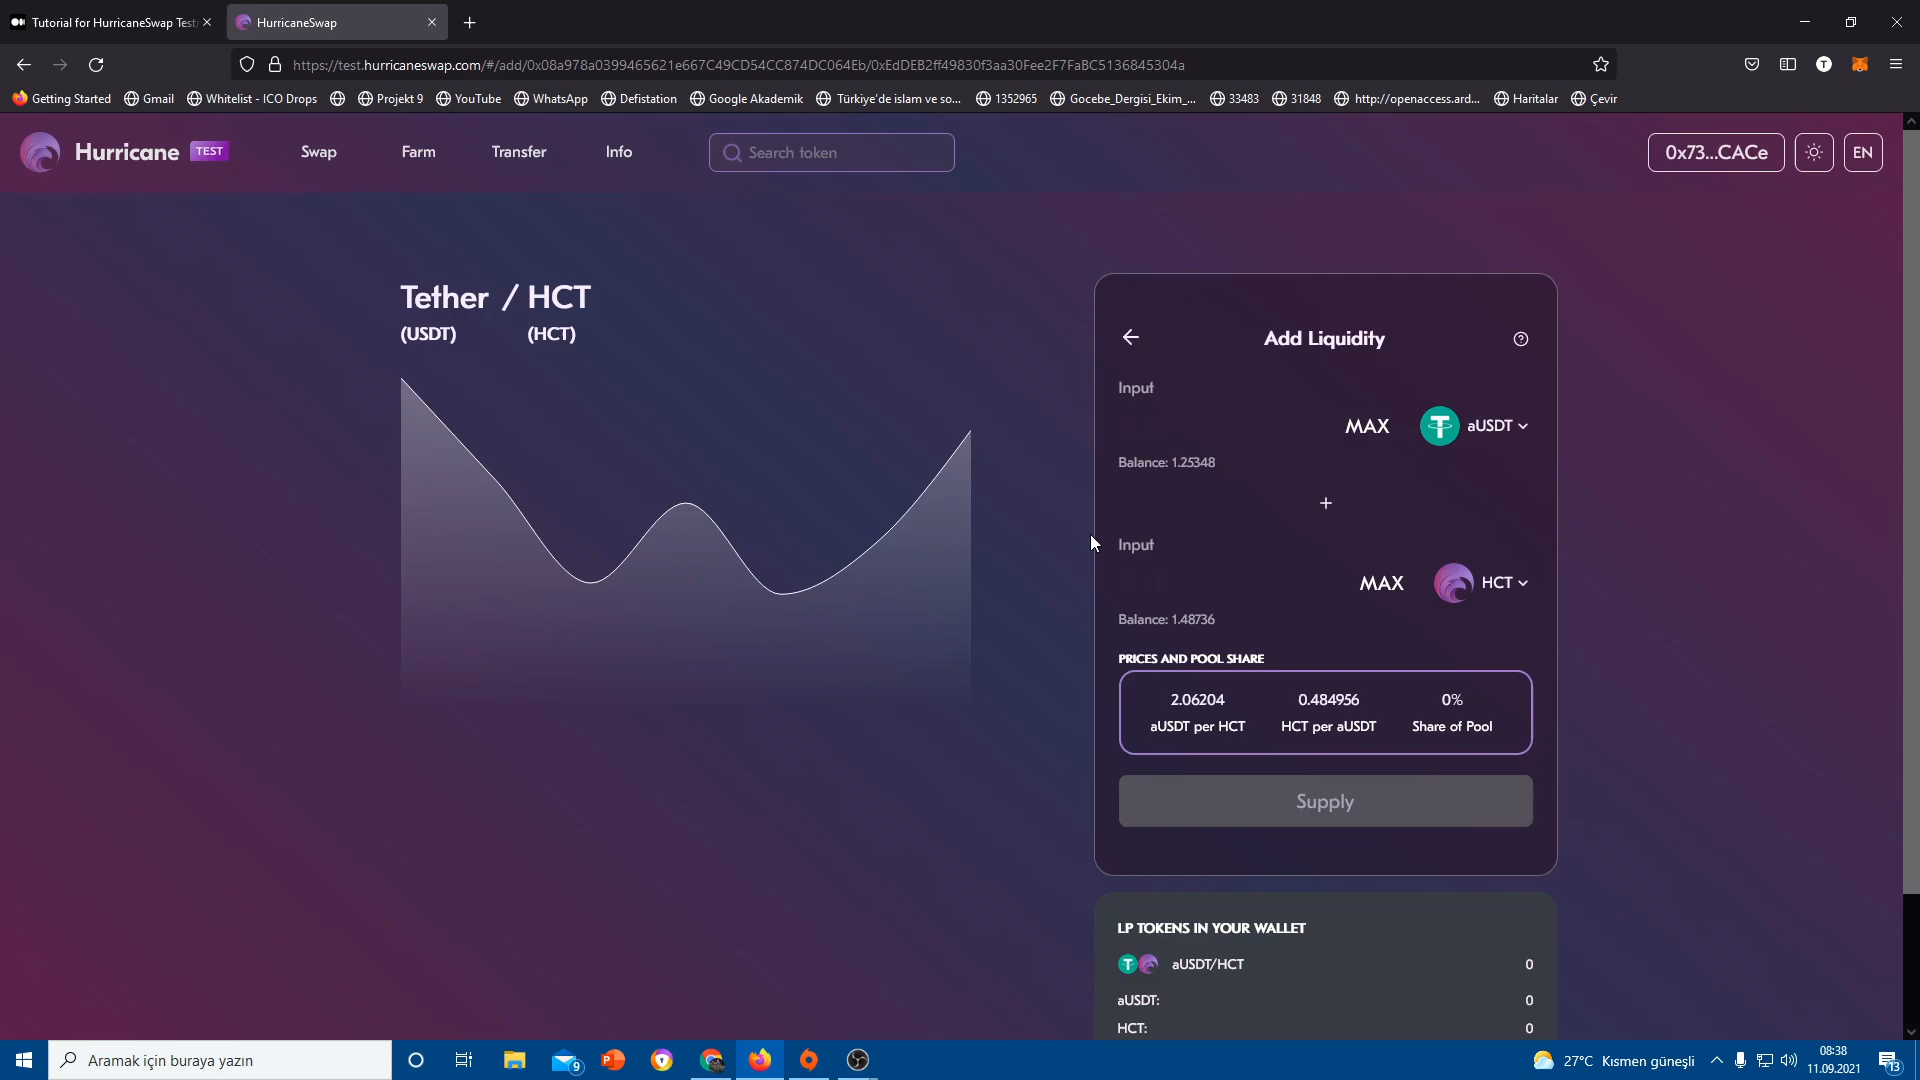 Tutorial for HurricaneSwap Test
HurricaneSwap
https://test.hurricaneswap.com/#/add/0x08a978a0399465621e667C49CD54CC874DC064Eb/0xEdDEB2ff49830f3aa30Fee2F7FaBC5136845304a
Getting Started Gmail Whitelist - ICO Drops Projekt 9 YouTube WhatsApp Defistation Google Akademik Türkiye'de islam ve so... 1352965 Gocebe_Dergisi_Ekim_... 33483 31848 http://openaccess.ard... Haritalar Çevir
Hurricane TEST Swap Farm Transfer Info Search token 0x73...CACe EN
Tether / HCT
(USDT) (HCT)
Add Liquidity
Input
MAX aUSDT
Balance: 1.25348
+
Input
MAX HCT
Balance: 1.48736
PRICES AND POOL SHARE
2.06204 0.484956 0%
aUSDT per HCT HCT per aUSDT Share of Pool
Supply
LP TOKENS IN YOUR WALLET
aUSDT/HCT 0
aUSDT: 0
HCT: 0
Aramak için buraya yazın
9
27°C Kısmen güneşli
08:38
11.09.2021
13